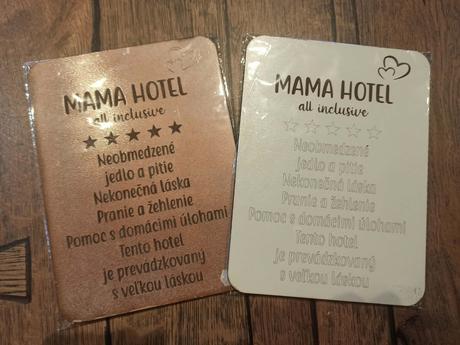 MAMA HOTEL
all inclusive
Neobmedzené
jedlo a pitie
Nekonečná láska
Pranie a žehlenie
Pomoc s domácimi úlohami
Tento hotel
je prevádzkovaný
s veľkou láskou
MAMA HOTEL
all inclusive
Neobmedzené
jedlo a pitie
Nekonečná láska
Pranie a žehlenie
Pomoc s domácimi úlohami
Tento hotel
je prevádzkovaný
s veľkou láskou